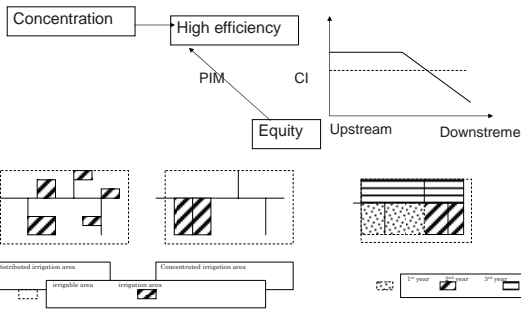 Concentration
High efficiency
PIM
CI
Equity
Upstream
Downstreme
Distributed irrigation area
Concentrated irrigation area
irrigable area
irrigation area
1st year
2nd year
3rd year